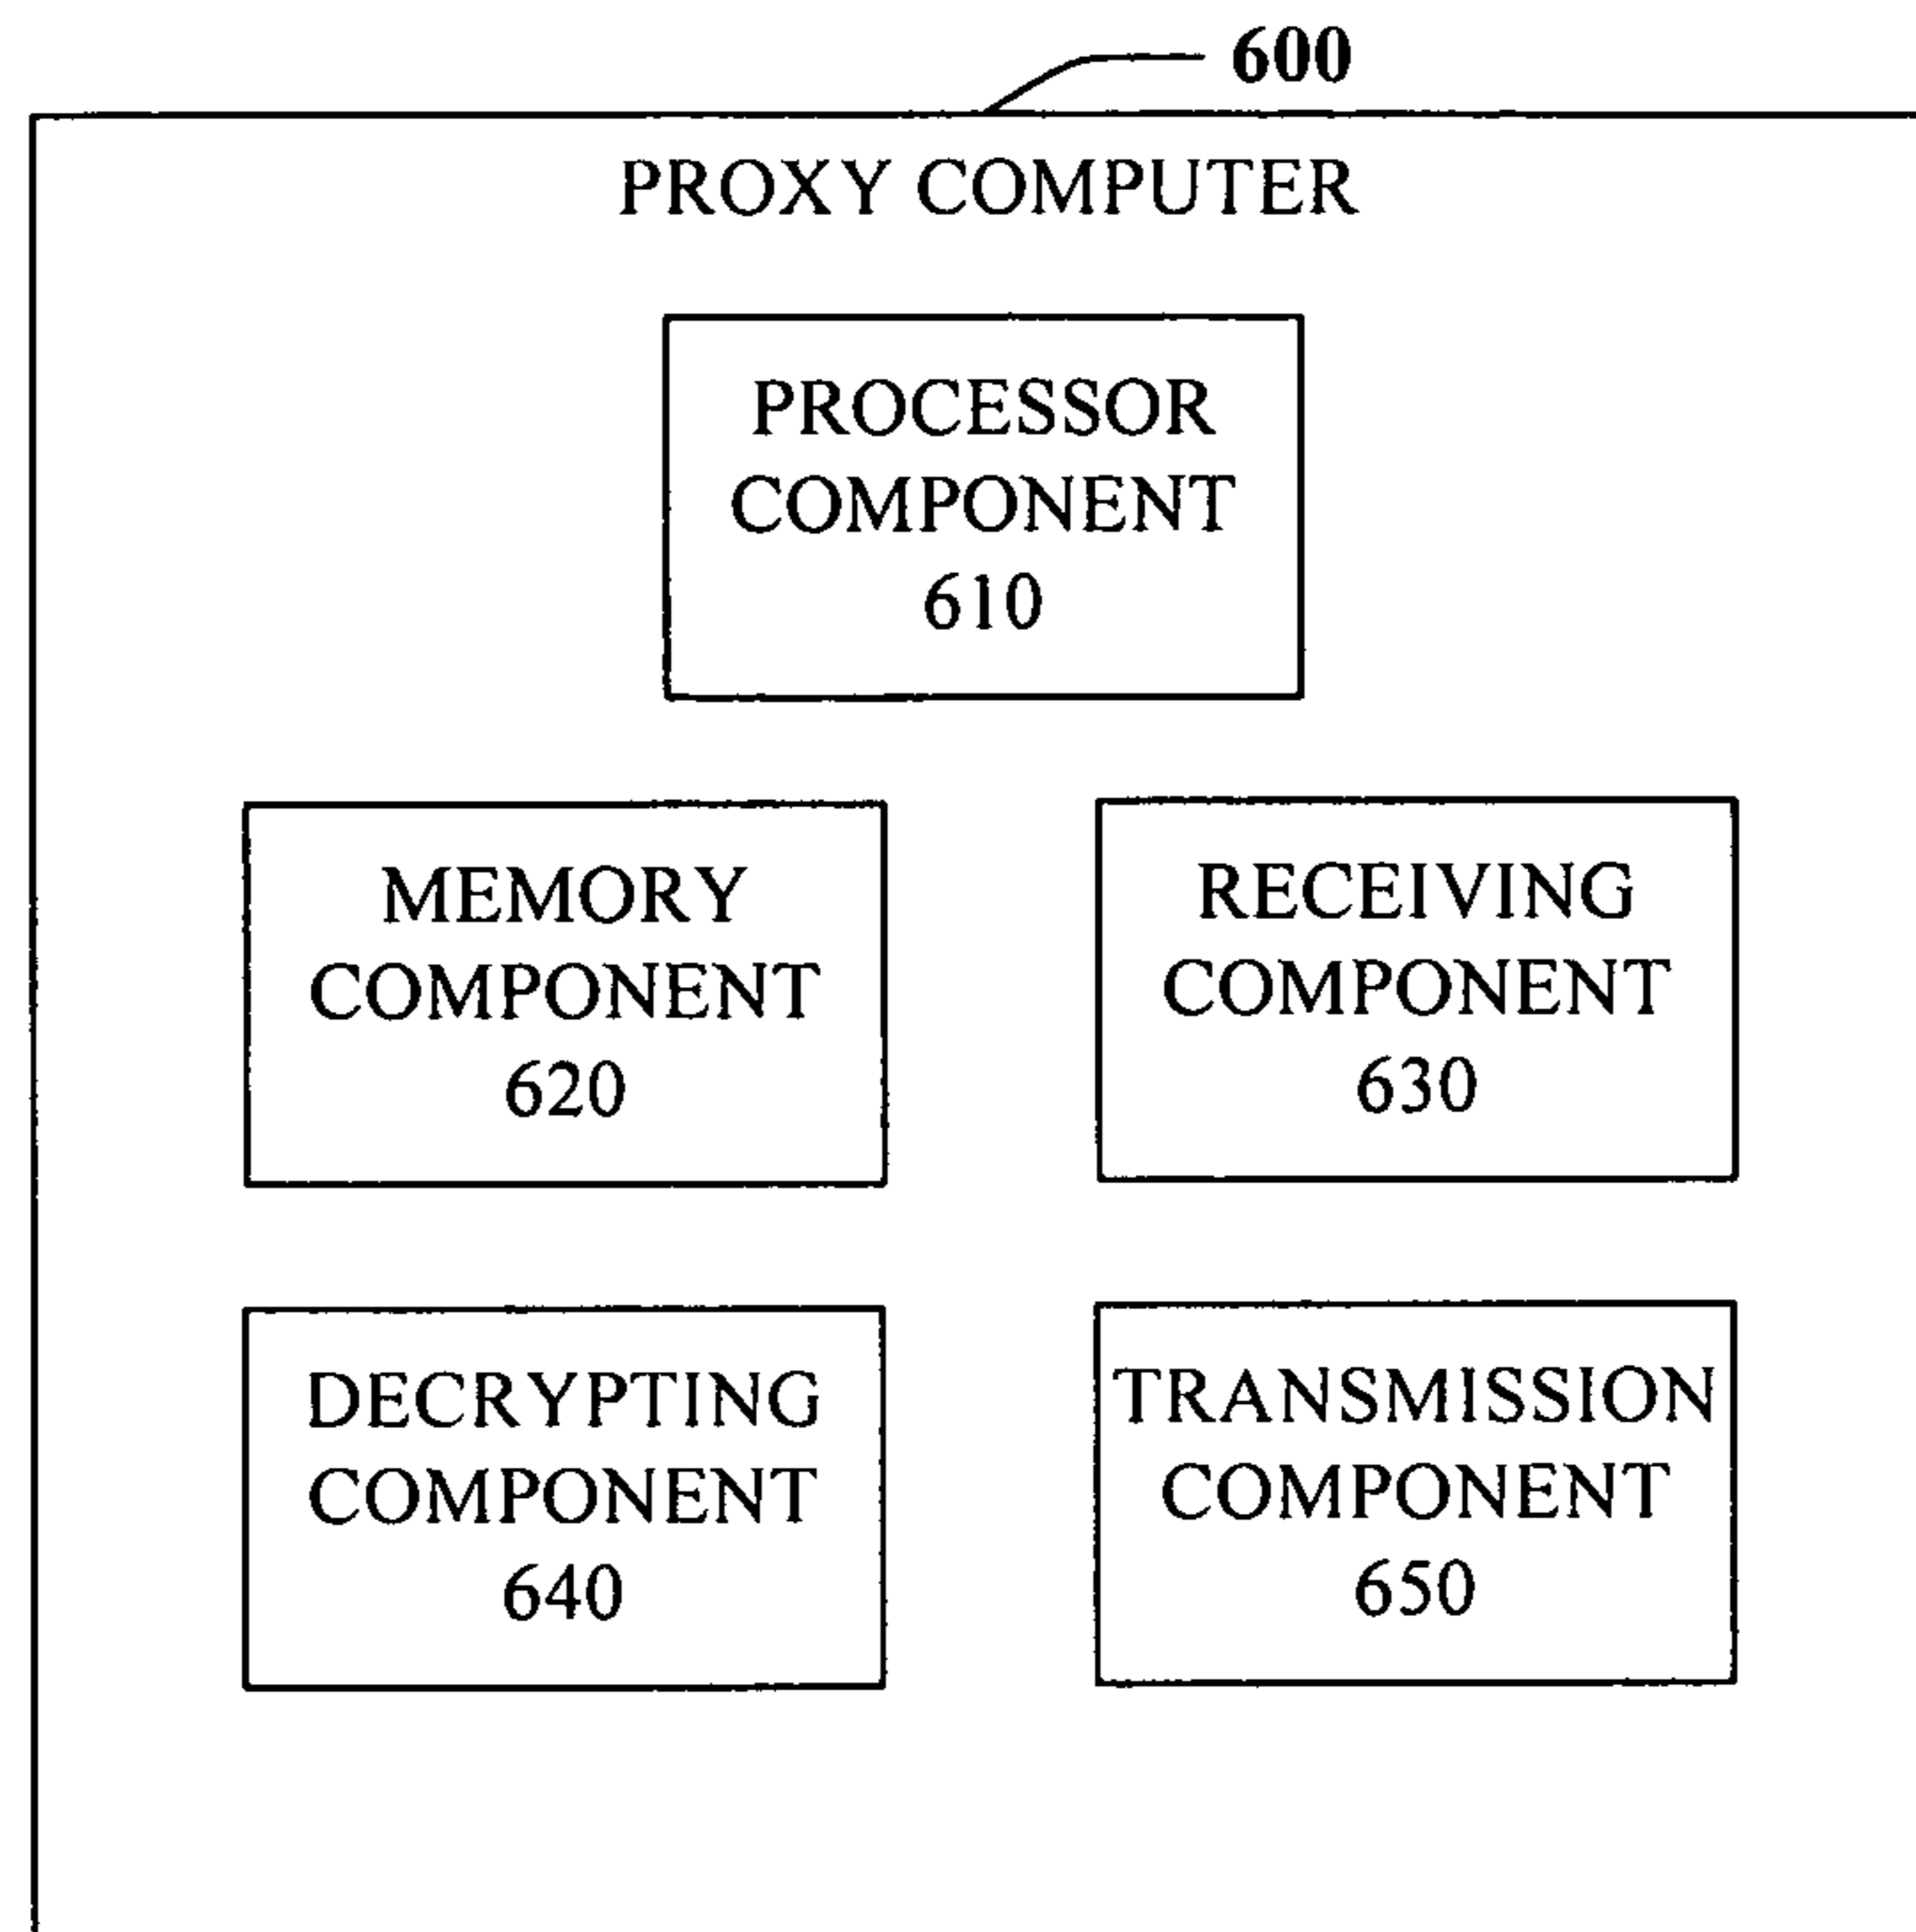 600
PROXY COMPUTER
PROCESSOR
COMPONENT
610
MEMORY
COMPONENT
620
RECEIVING
COMPONENT
630
DECRYPTING
COMPONENT
640
TRANSMISSION
COMPONENT
650